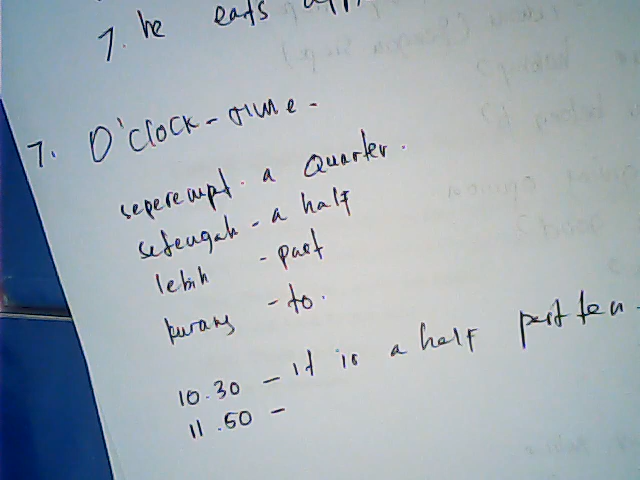 7. he eats
7. O'clock - time -
seperempt. a Quarter.
setengah - a half
lebih - past
kurang - to.
10.30 - it is a half past ten -
11.50 -